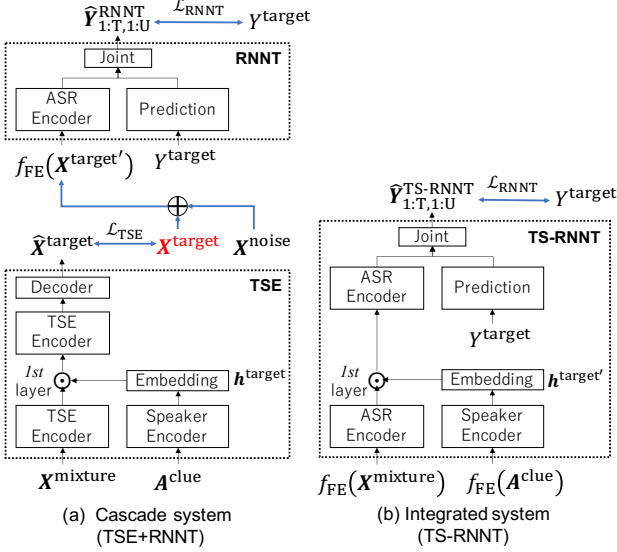 Ŷ^RNNT_1:T,1:U
ℒ_RNNT
Y^target
Joint
RNNT
ASR
Encoder
Prediction
f_FE(X^target′)
Y^target
X̂^target
ℒ_TSE
X^target
X^noise
Decoder
TSE
TSE
Encoder
1st
layer
Embedding
h^target
TSE
Encoder
Speaker
Encoder
X^mixture
A^clue
(a) Cascade system
(TSE+RNNT)
Ŷ^TS-RNNT_1:T,1:U
ℒ_RNNT
Y^target
Joint
TS-RNNT
ASR
Encoder
Prediction
Y^target
1st
layer
Embedding
h^target′
ASR
Encoder
Speaker
Encoder
f_FE(X^mixture)
f_FE(A^clue)
(b) Integrated system
(TS-RNNT)